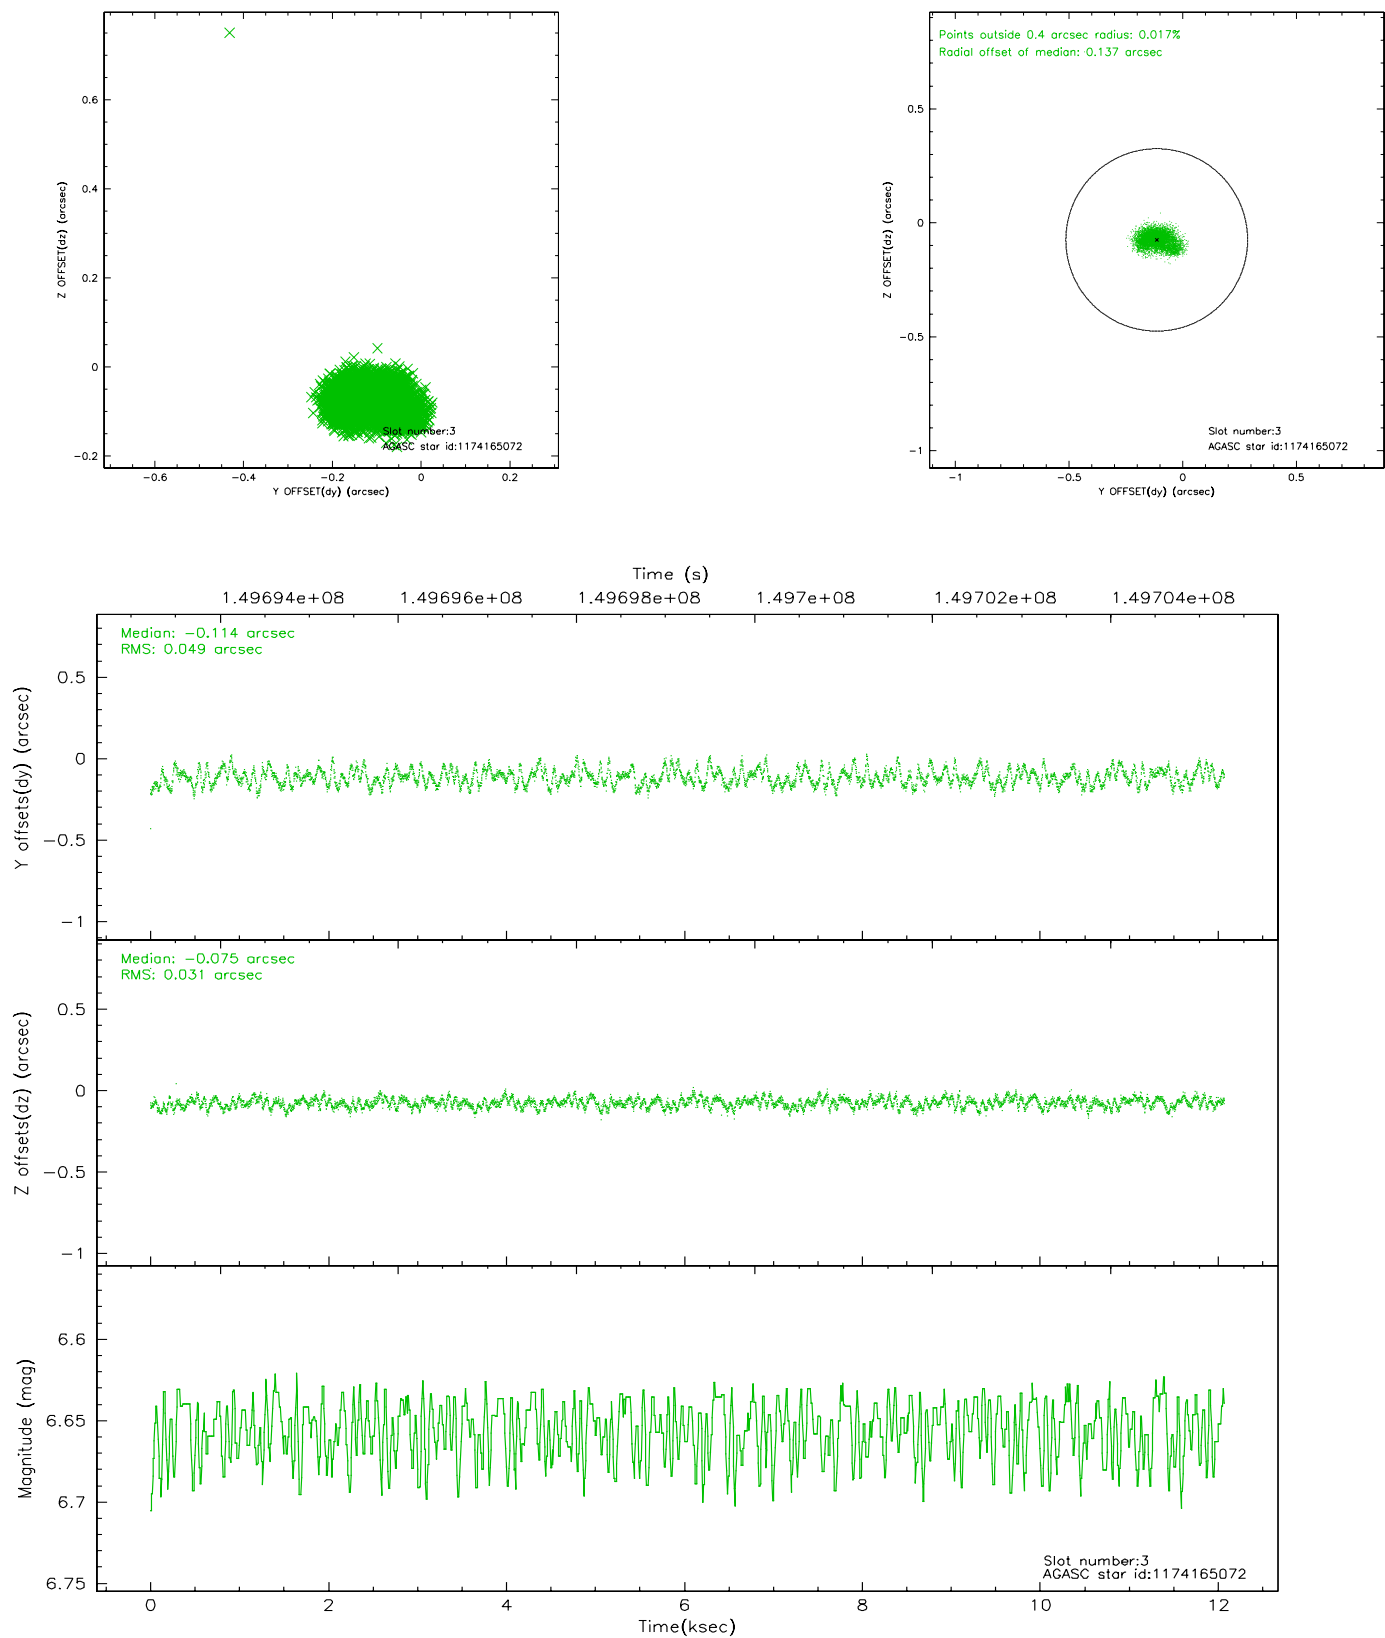 0.6
0.4
0.2
0
−0.2
Z OFFSET(dz) (arcsec)
Slot number:3
AGASC star id:1174165072
−0.6 −0.4 −0.2 0 0.2
Y OFFSET(dy) (arcsec)
Points outside 0.4 arcsec radius: 0.017%
Radial offset of median: 0.137 arcsec
0.5
0
−0.5
−1
Z OFFSET(dz) (arcsec)
Slot number:3
AGASC star id:1174165072
−1 −0.5 0 0.5
Y OFFSET(dy) (arcsec)
Time (s)
1.49694e+08 1.49696e+08 1.49698e+08 1.497e+08 1.49702e+08 1.49704e+08
Median: −0.114 arcsec
RMS: 0.049 arcsec
0.5
0
−0.5
−1
Y offsets(dy) (arcsec)
Median: −0.075 arcsec
RMS: 0.031 arcsec
0.5
0
−0.5
−1
Z offsets(dz) (arcsec)
6.6
6.65
6.7
6.75
Magnitude (mag)
Slot number:3
AGASC star id:1174165072
0 2 4 6 8 10 12
Time(ksec)